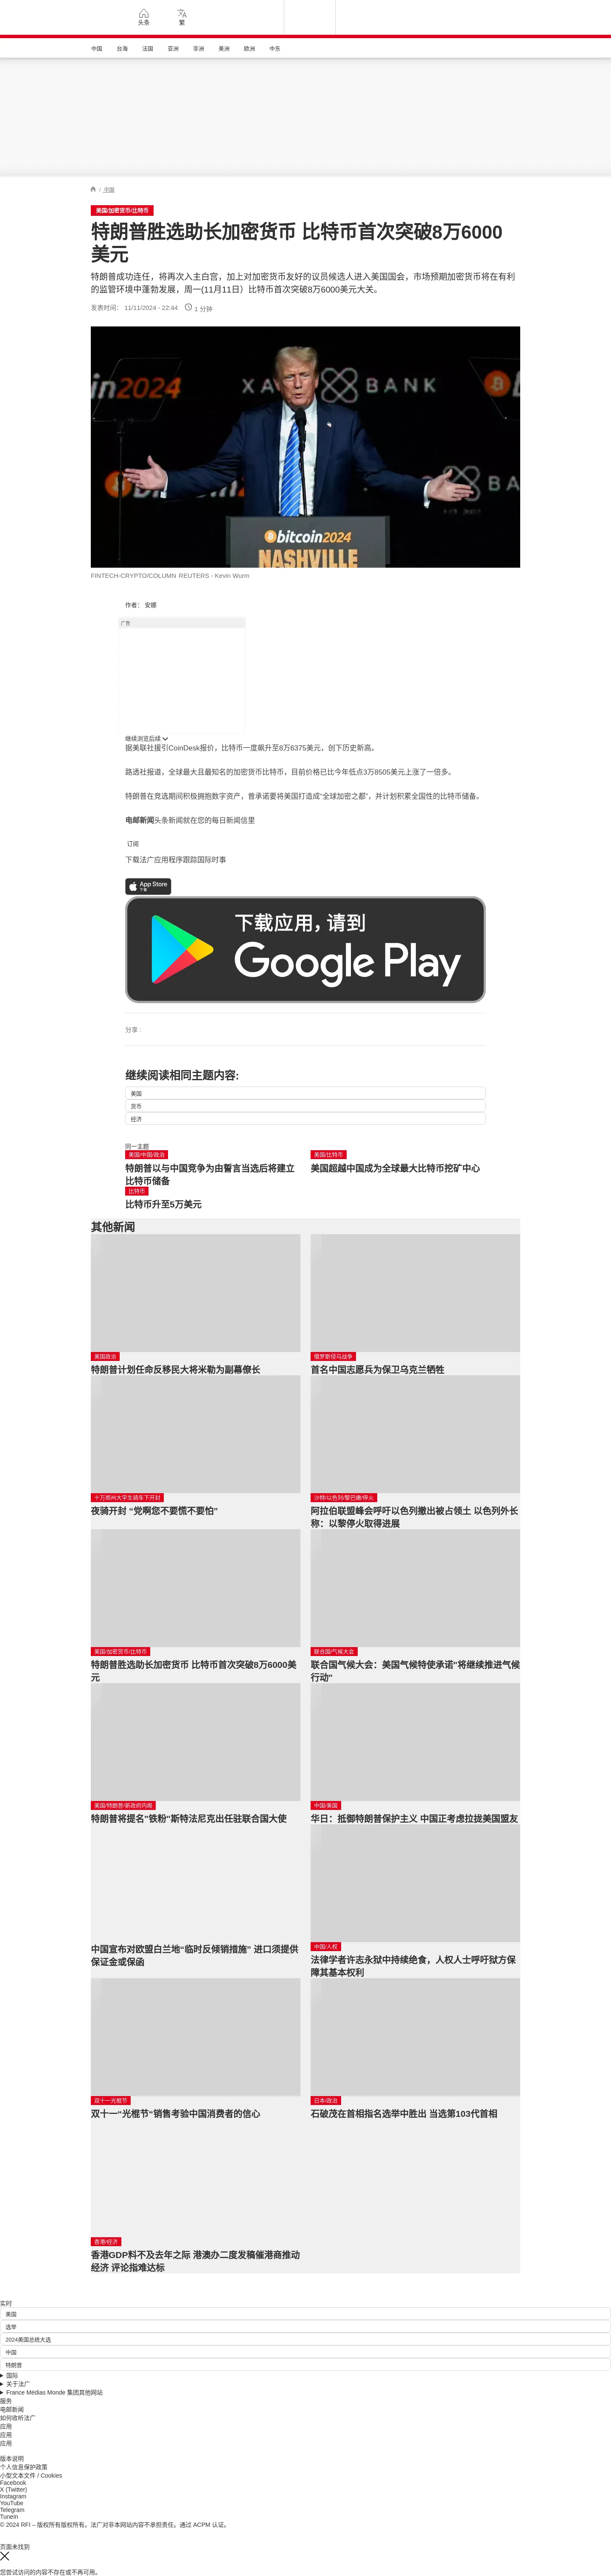 头条
繁
中国 台海 法国 亚洲 非洲 美洲 欧洲 中东
/ 中国
美国/加密货币/比特币
特朗普胜选助长加密货币 比特币首次突破8万6000
美元
特朗普成功连任，将再次入主白宫，加上对加密货币友好的议员候选人进入美国国会，市场预期加密货币将在有利
的监管环境中蓬勃发展，周一(11月11日）比特币首次突破8万6000美元大关。
发表时间： 11/11/2024 - 22:44 1 分钟
XANA BANK
bitcoin2024
NASHVILLE
FINTECH-CRYPTO/COLUMN REUTERS - Kevin Wurm
作者： 安娜
广告
继续浏览后续
据美联社援引CoinDesk报价，比特币一度飙升至8万6375美元，创下历史新高。
路透社报道，全球最大且最知名的加密货币比特币，目前价格已比今年低点3万8505美元上涨了一倍多。
特朗普在竞选期间积极拥抱数字资产，曾承诺要将美国打造成“全球加密之都”，并计划积累全国性的比特币储备。
电邮新闻头条新闻就在您的每日新闻信里
订阅
下载法广应用程序跟踪国际时事
App Store
下载
下载应用，请到
Google Play
分享 :
继续阅读相同主题内容:
美国
货币
经济
同一主题
美国/中国/政治
特朗普以与中国竞争为由誓言当选后将建立
比特币储备
美国/比特币
美国超越中国成为全球最大比特币挖矿中心
比特币
比特币升至5万美元
其他新闻
美国政治
特朗普计划任命反移民大将米勒为副幕僚长
俄罗斯侵乌战争
首名中国志愿兵为保卫乌克兰牺牲
十万郑州大学生骑车下开封
夜骑开封 “党啊您不要慌不要怕”
沙特/以色列/黎巴嫩/停火
阿拉伯联盟峰会呼吁以色列撤出被占领土 以色列外长
称：以黎停火取得进展
美国/加密货币/比特币
特朗普胜选助长加密货币 比特币首次突破8万6000美
元
联合国/气候大会
联合国气候大会：美国气候特使承诺"将继续推进气候
行动"
美国/特朗普/新政府内阁
特朗普将提名"铁粉"斯特法尼克出任驻联合国大使
中国/美国
华日：抵御特朗普保护主义 中国正考虑拉拢美国盟友
中国宣布对欧盟白兰地“临时反倾销措施” 进口须提供
保证金或保函
中国/人权
法律学者许志永狱中持续绝食，人权人士呼吁狱方保
障其基本权利
双十一光棍节
双十一“光棍节”销售考验中国消费者的信心
日本/政治
石破茂在首相指名选举中胜出 当选第103代首相
香港/经济
香港GDP料不及去年之际 港澳办二度发稿催港商推动
经济 评论指难达标
实时
美国
选举
2024美国总统大选
中国
特朗普
国际
关于法广
France Médias Monde 集团其他网站
服务
电邮新闻
如何收听法广
应用
应用
应用
版本说明
个人信息保护政策
小型文本文件 / Cookies
Facebook
X (Twitter)
Instagram
YouTube
Telegram
TuneIn
© 2024 RFI – 版权所有版权所有。法广对非本网站内容不承担责任。通过 ACPM 认证。
页面未找到
您尝试访问的内容不存在或不再可用。